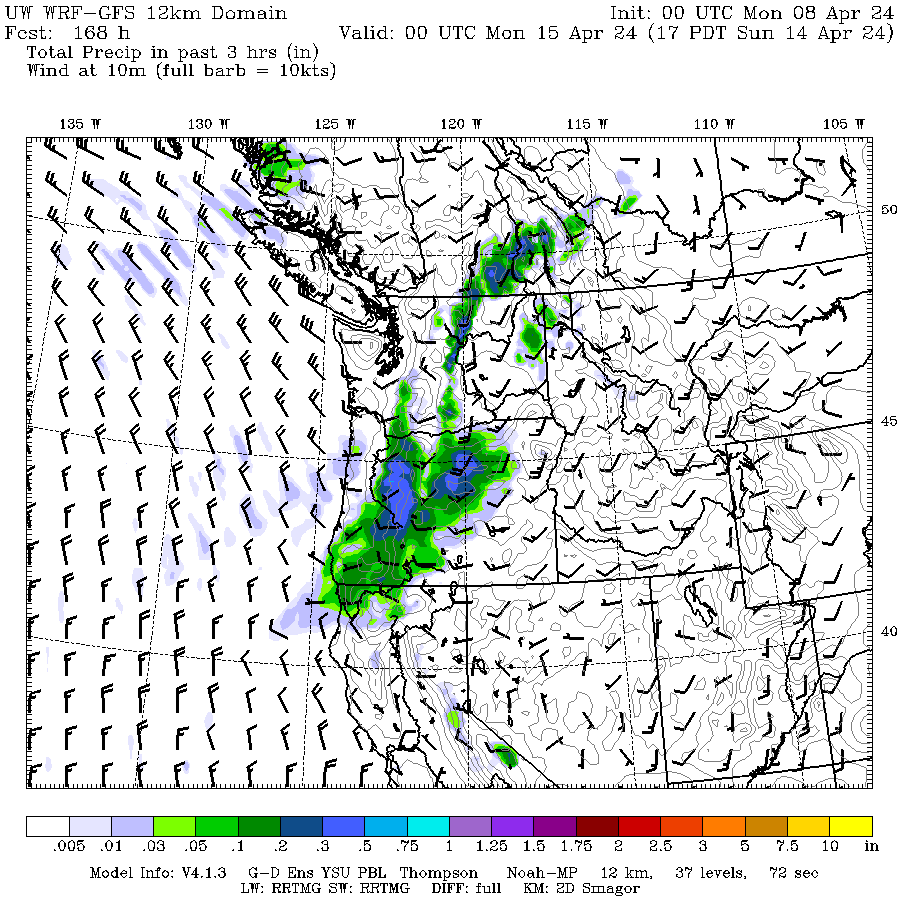 UW WRF-GFS 12km Domain Init: 00 UTC Mon 08 Apr 24
Fcst: 168 h Valid: 00 UTC Mon 15 Apr 24 (17 PDT Sun 14 Apr 24)
Total Precip in past 3 hrs (in)
Wind at 10m (full barb = 10kts)
135 W 130 W 125 W 120 W 115 W 110 W 105 W
50
45
40
.005 .01 .03 .05 .1 .2 .3 .5 .75 1 1.25 1.5 1.75 2 2.5 3 5 7.5 10 in
Model Info: V4.1.3 G-D Ens YSU PBL Thompson Noah-MP 12 km, 37 levels, 72 sec
LW: RRTMG SW: RRTMG DIFF: full KM: 2D Smagor